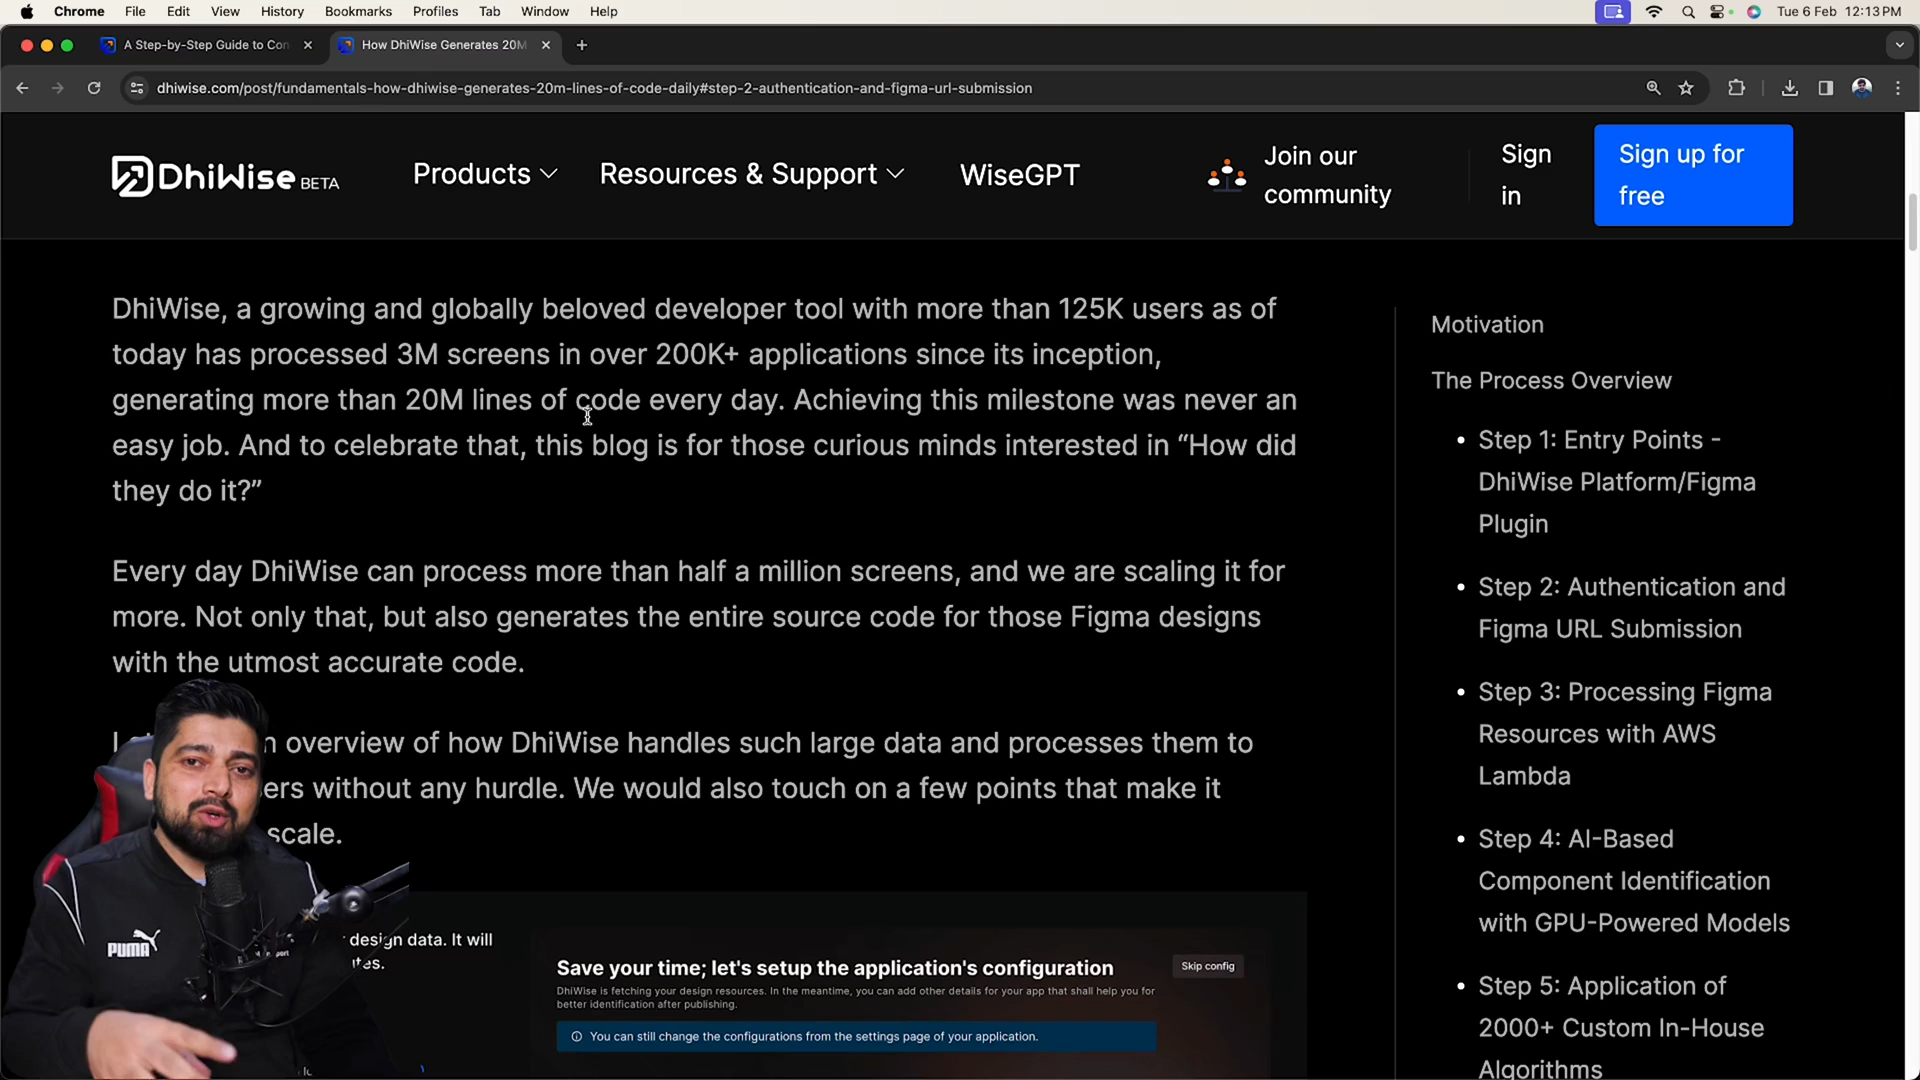 Chrome File Edit View History Bookmarks Profiles Tab Window Help Tue 6 Feb 12:13 PM
A Step-by-Step Guide to Con
How DhiWise Generates 20M
dhiwise.com/post/fundamentals-how-dhiwise-generates-20m-lines-of-code-daily#step-2-authentication-and-figma-url-submission
DhiWise BETA
Products
Resources & Support
WiseGPT
Join our
community
Sign
in
Sign up for
free
DhiWise, a growing and globally beloved developer tool with more than 125K users as of
today has processed 3M screens in over 200K+ applications since its inception,
generating more than 20M lines of code every day. Achieving this milestone was never an
easy job. And to celebrate that, this blog is for those curious minds interested in “How did
they do it?”
Every day DhiWise can process more than half a million screens, and we are scaling it for
more. Not only that, but also generates the entire source code for those Figma designs
with the utmost accurate code.
overview of how DhiWise handles such large data and processes them to
without any hurdle. We would also touch on a few points that make it
scale.
design data. It will
Save your time; let's setup the application's configuration
Skip config
DhiWise is fetching your design resources. In the meantime, you can add other details for your app that shall help you for
better identification after publishing.
You can still change the configurations from the settings page of your application.
PUMA
Motivation
The Process Overview
• Step 1: Entry Points -
DhiWise Platform/Figma
Plugin
• Step 2: Authentication and
Figma URL Submission
• Step 3: Processing Figma
Resources with AWS
Lambda
• Step 4: AI-Based
Component Identification
with GPU-Powered Models
• Step 5: Application of
2000+ Custom In-House
Algorithms